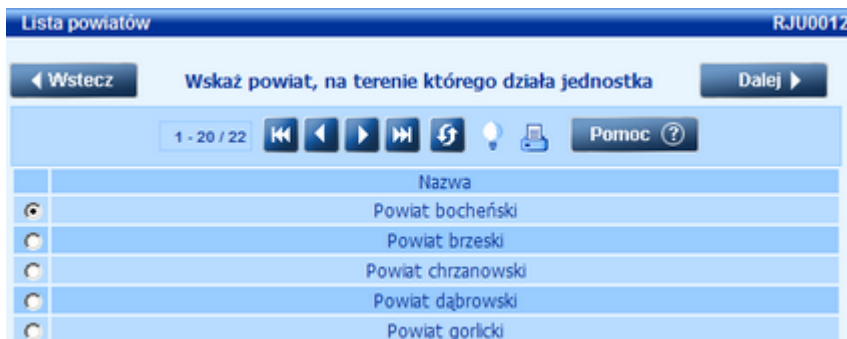 Lista powiatów RJU0012
Wstecz Wskaż powiat, na terenie którego działa jednostka Dalej
1 - 20 / 22 Pomoc ?
Nazwa
Powiat bocheński
Powiat brzeski
Powiat chrzanowski
Powiat dąbrowski
Powiat gorlicki